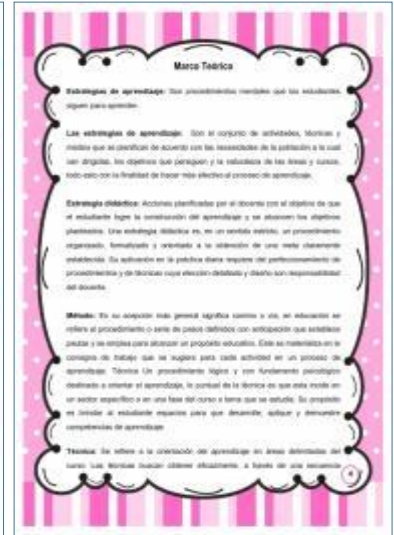 Marco Teórico
Estrategias de aprendizaje: Son procedimientos mentales que los estudiantes
siguen para aprender.
Las estrategias de aprendizaje: Son el conjunto de actividades, técnicas y
medios que se planifican de acuerdo con las necesidades de la población a la cual
van dirigidas, los objetivos que persiguen y la naturaleza de las áreas y cursos,
todo esto con la finalidad de hacer más efectivo el proceso de aprendizaje.
Estrategia didáctica: Acciones planificadas por el docente con el objetivo de que
el estudiante logre la construcción del aprendizaje y se alcancen los objetivos
planteados. Una estrategia didáctica es, en un sentido estricto, un procedimiento
organizado, formalizado y orientado a la obtención de una meta claramente
establecida. Su aplicación en la práctica diaria requiere del perfeccionamiento de
procedimientos y de técnicas cuya elección detallada y diseño son responsabilidad
del docente.
Método: En su acepción más general significa camino o vía, en educación se
refiere al procedimiento o serie de pasos definidos con anticipación que establece
pautas y se emplea para alcanzar un propósito educativo. Este se materializa en la
consigna de trabajo que se sugiere para cada actividad en un proceso de
aprendizaje. Técnica Un procedimiento lógico y con fundamento psicológico
destinado a orientar el aprendizaje, lo puntual de la técnica es que esta incide en
un sector específico o en una fase del curso o tema que se estudia. Su propósito
es brindar al estudiante espacios para que desarrolle, aplique y demuestre
competencias de aprendizaje.
Técnica: Se refiere a la orientación del aprendizaje en áreas delimitadas del
curso. Las técnicas buscan obtener eficazmente, a través de una secuencia
4